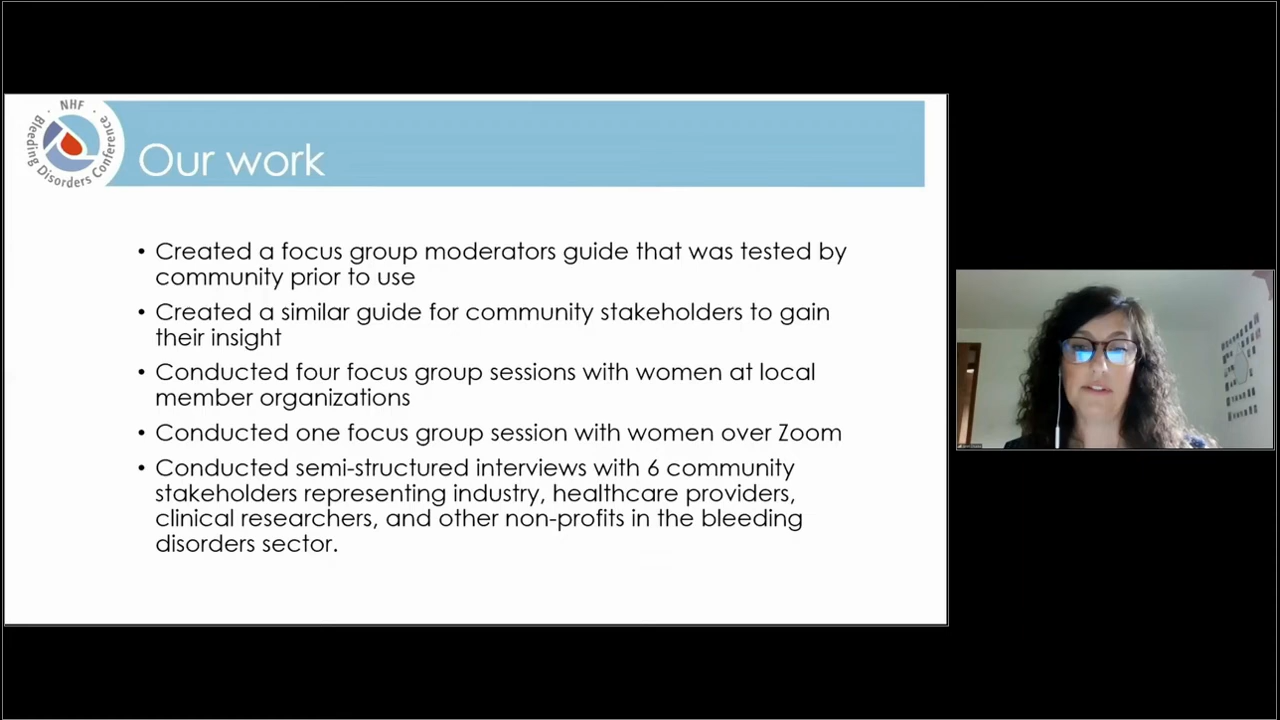 NHF
Bleeding Disorders Conference
Our work
• Created a focus group moderators guide that was tested by
community prior to use
• Created a similar guide for community stakeholders to gain
their insight
• Conducted four focus group sessions with women at local
member organizations
• Conducted one focus group session with women over Zoom
• Conducted semi-structured interviews with 6 community
stakeholders representing industry, healthcare providers,
clinical researchers, and other non-profits in the bleeding
disorders sector.